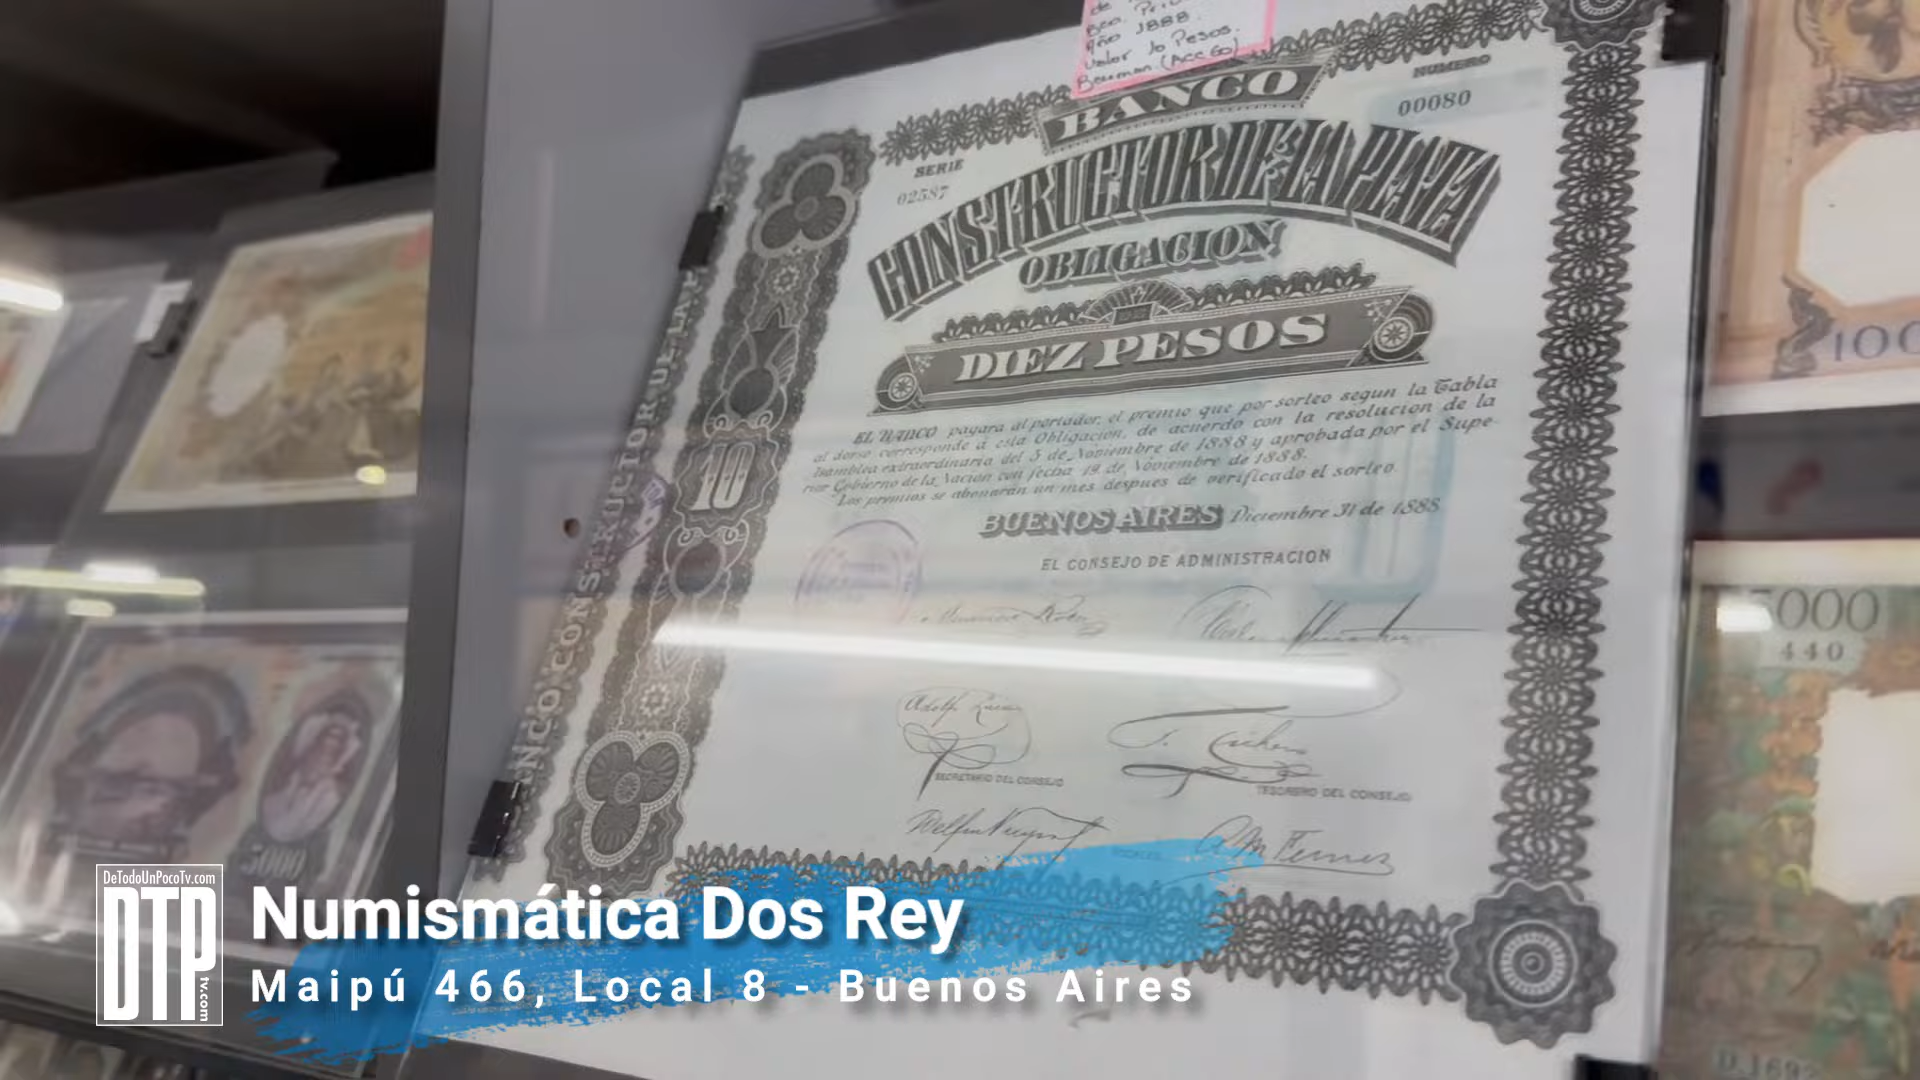 Año 1888.
Valor 10 Pesos.
BANCO
NUMERO
00080
SERIE
02587
CONSTRUCTOR DE LA PLATA
OBLIGACION
DIEZ PESOS
EL BANCO pagará al portador, el premio que por sorteo segun la Tabla
al dorso corresponde á esta Obligacion, de acuerdo con la resolucion de la
Asamblea extraordinaria del 5 de Noviembre de 1888 y aprobada por el Supe-
rior Gobierno de la Nacion con fecha 19 de Noviembre de 1888.
Los premios se abonarán un mes despues de verificado el sorteo.
BUENOS AIRES Diciembre 31 de 1888
EL CONSEJO DE ADMINISTRACION
10
SECRETARIO DEL CONSEJO
TESORERO DEL CONSEJO
100
5000
440
5000
DeTodoUnPocoTv.com
DTP
tv.com
Numismática Dos Rey
Maipú 466, Local 8 - Buenos Aires